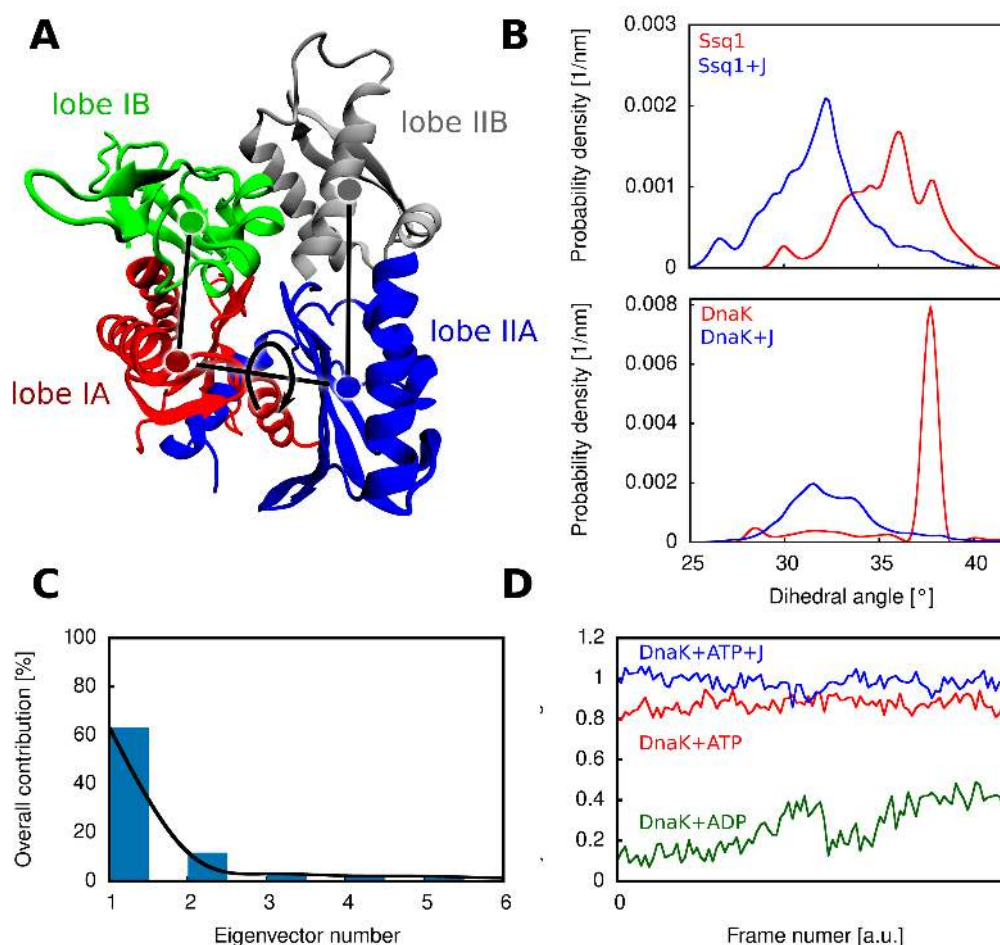 A
lobe IB
lobe IIB
lobe IIA
lobe IA
B
Probability density [1/nm]
0.003
0.002
0.001
0
Ssq1
Ssq1+J
Probability density [1/nm]
0.008
0.006
0.004
0.002
0
DnaK
DnaK+J
25 30 35 40
Dihedral angle [°]
C
Overall contribution [%]
100
80
60
40
20
0
1 2 3 4 5 6
Eigenvector number
D
1.2
1
0.8
0.6
0.4
0.2
0
DnaK+ATP+J
DnaK+ATP
DnaK+ADP
0
Frame numer [a.u.]